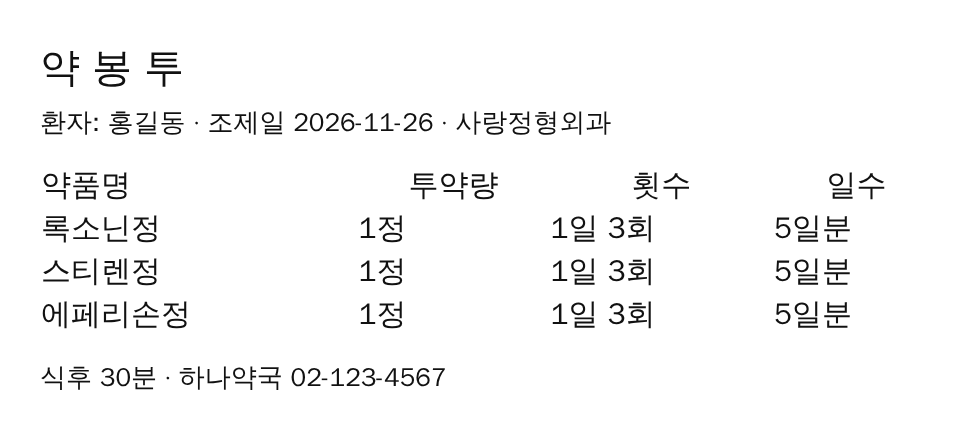 약 봉 투
환자: 홍길동 · 조제일 2026-11-26 · 사랑정형외과
약품명 투약량 횟수 일수
록소닌정 1정 1일 3회 5일분
스티렌정 1정 1일 3회 5일분
에페리손정 1정 1일 3회 5일분
식후 30분 · 하나약국 02-123-4567